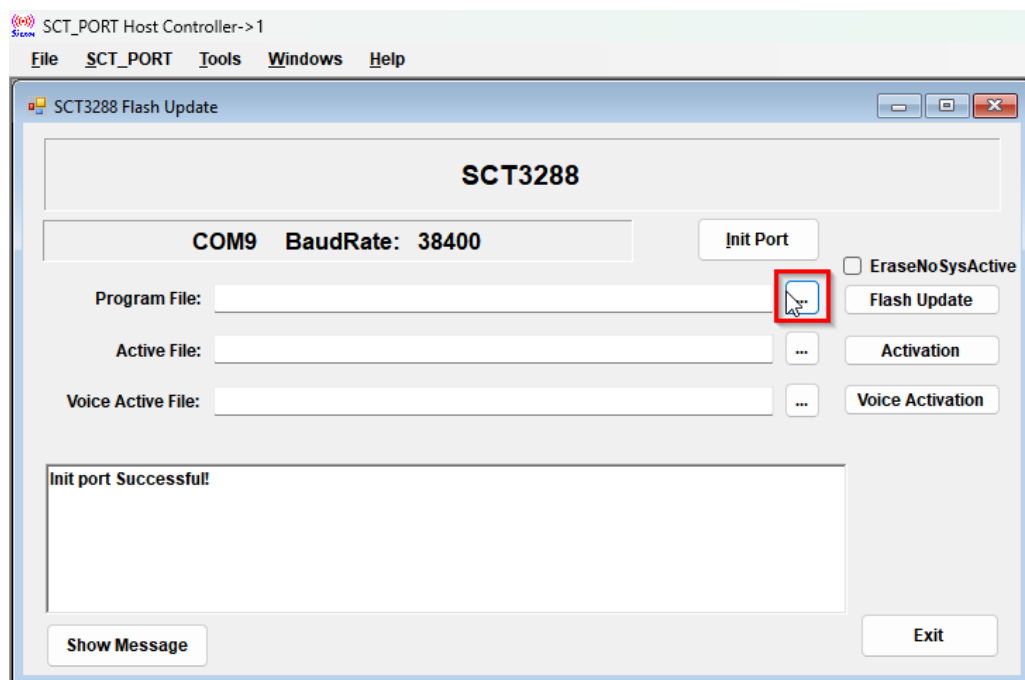 SCT_PORT Host Controller->1
File SCT_PORT Tools Windows Help
SCT3288 Flash Update
SCT3288
COM9 BaudRate: 38400
Init Port
EraseNoSysActive
Program File:
...
Flash Update
Active File:
...
Activation
Voice Active File:
...
Voice Activation
Init port Successful!
Show Message
Exit